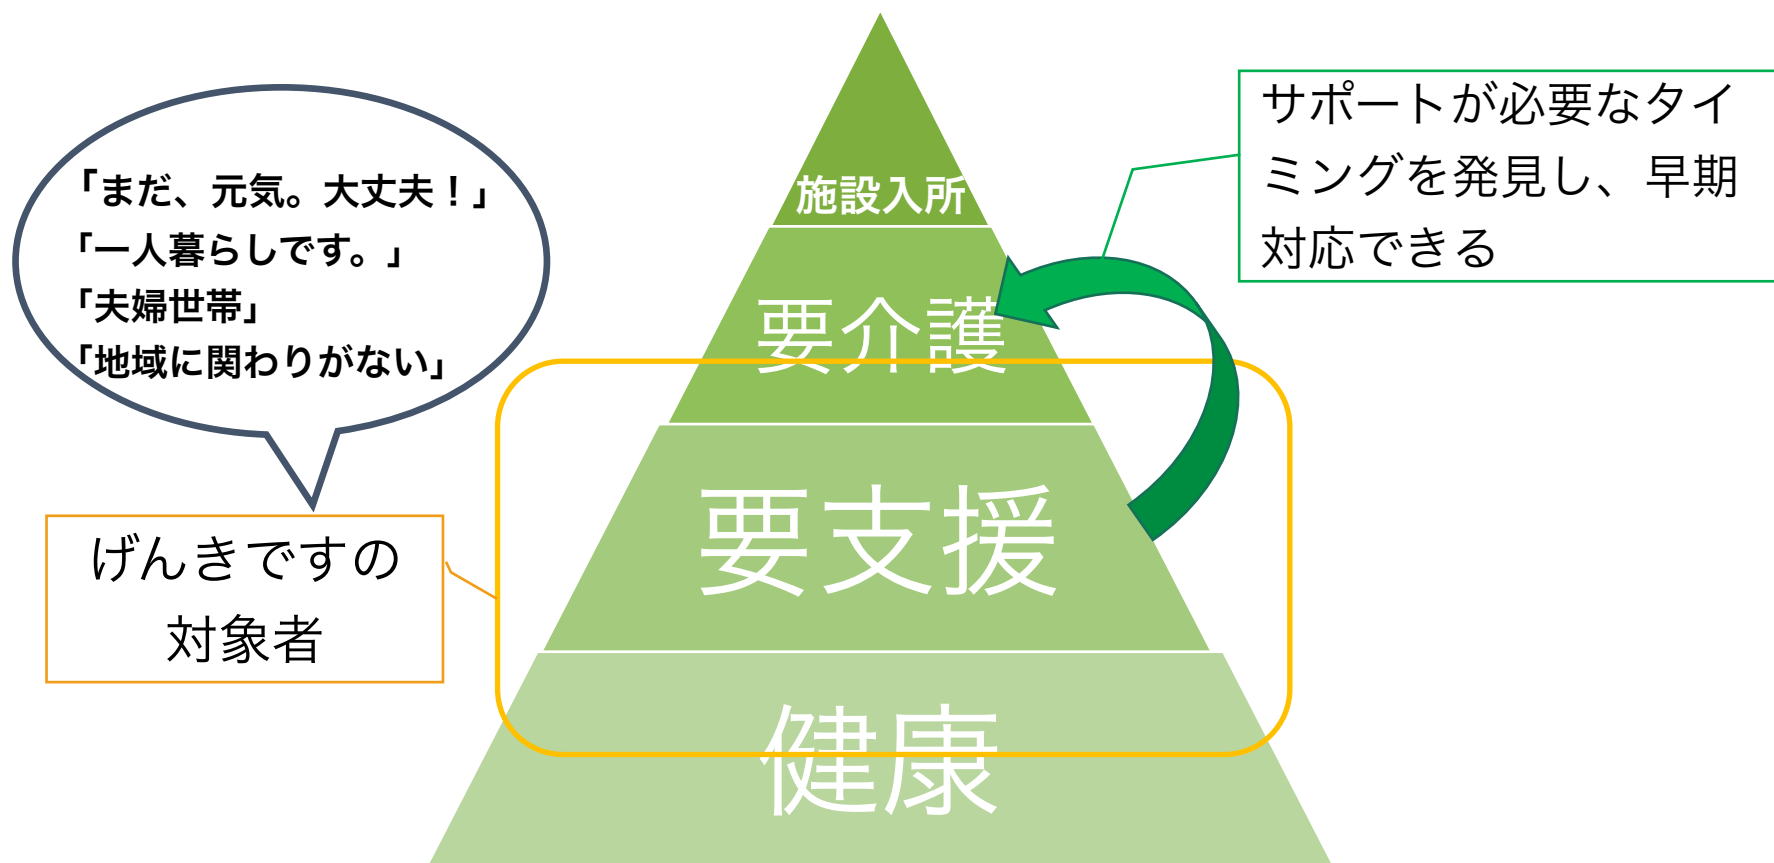 「まだ、元気。大丈夫！」
「一人暮らしです。」
「夫婦世帯」
「地域に関わりがない」
げんきですの
対象者
施設入所
要介護
要支援
健康
サポートが必要なタイ
ミングを発見し、早期
対応できる